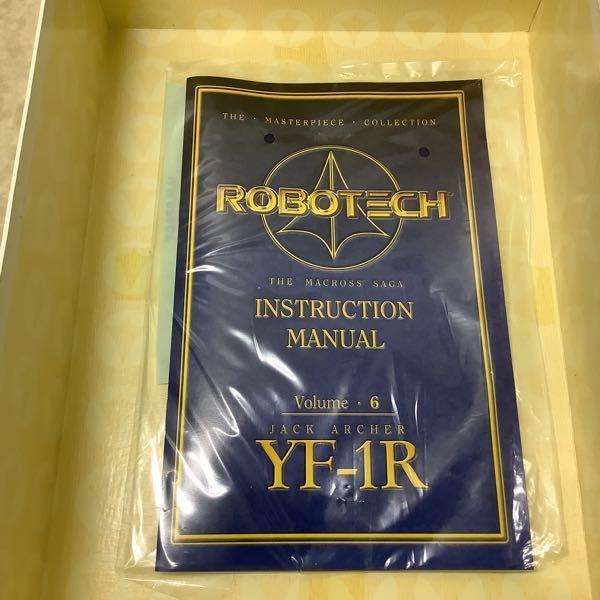 THE · MASTERPIECE · COLLECTION
ROBOTECH
THE MACROSS SAGA
INSTRUCTION
MANUAL
Volume · 6
JACK ARCHER
YF-1R